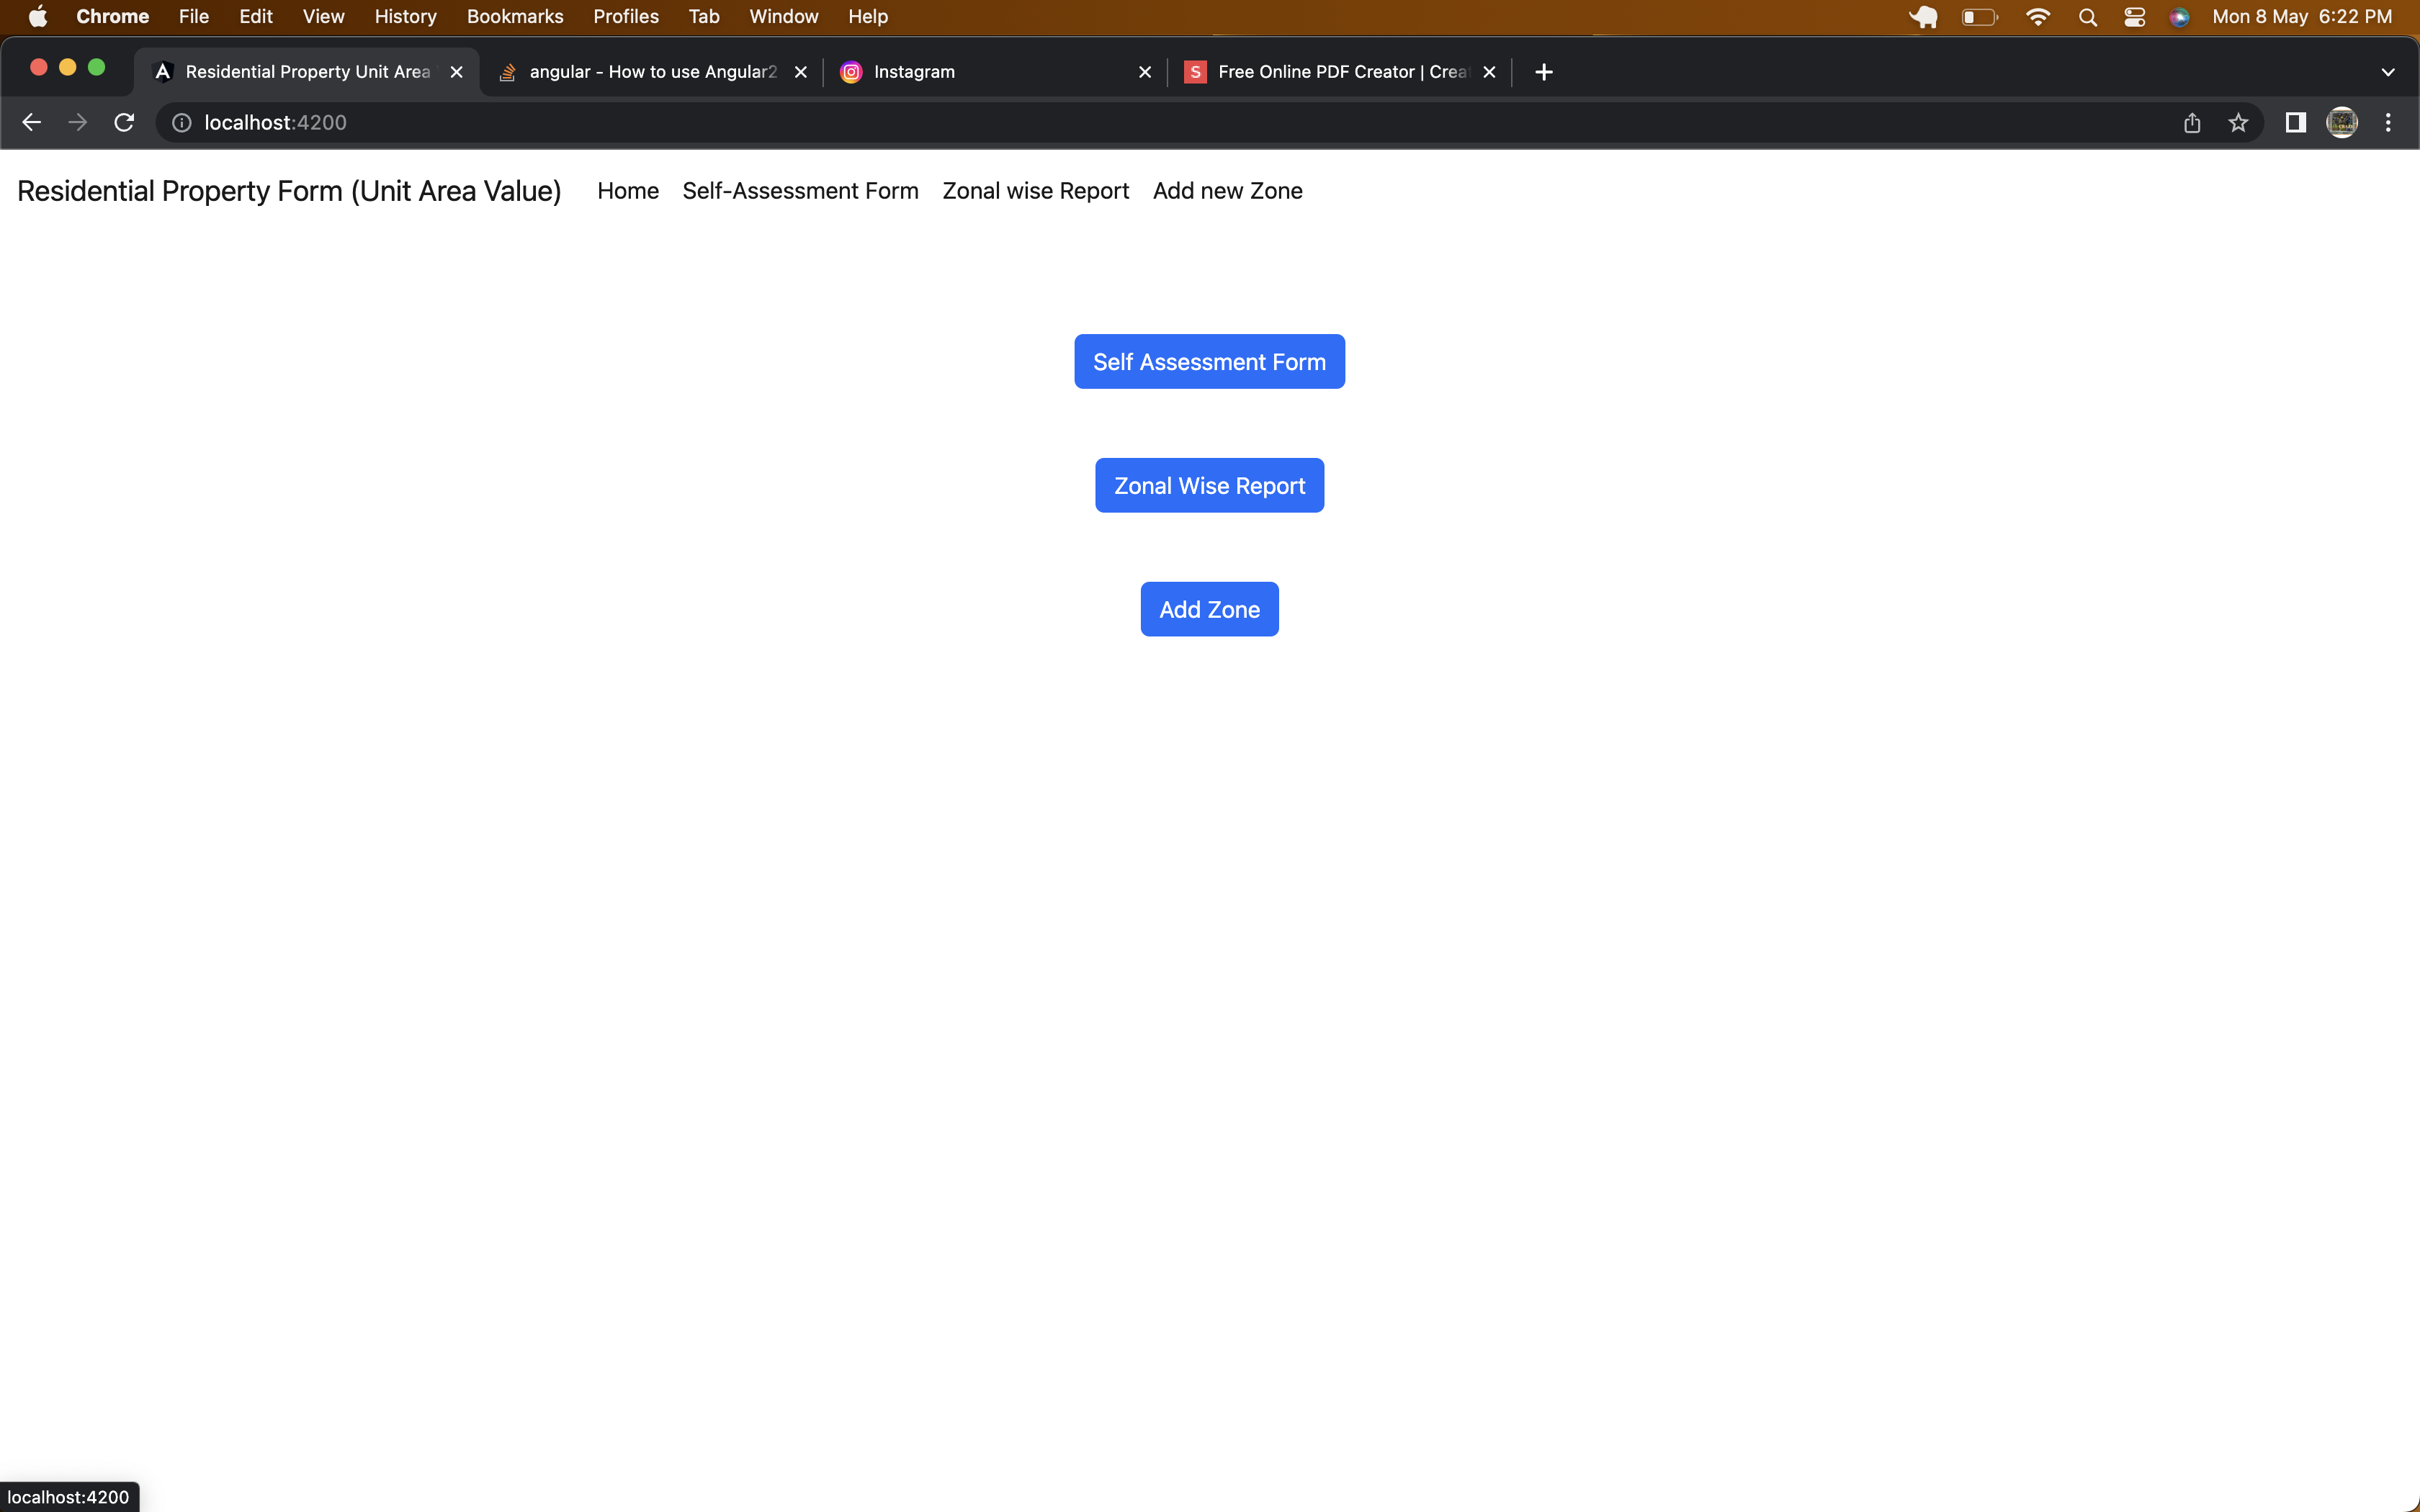 Chrome File Edit View History Bookmarks Profiles Tab Window Help Mon 8 May 6:22 PM
Residential Property Unit Area angular - How to use Angular2 Instagram S Free Online PDF Creator | Crea
localhost:4200
Residential Property Form (Unit Area Value) Home Self-Assessment Form Zonal wise Report Add new Zone
Self Assessment Form
Zonal Wise Report
Add Zone
localhost:4200